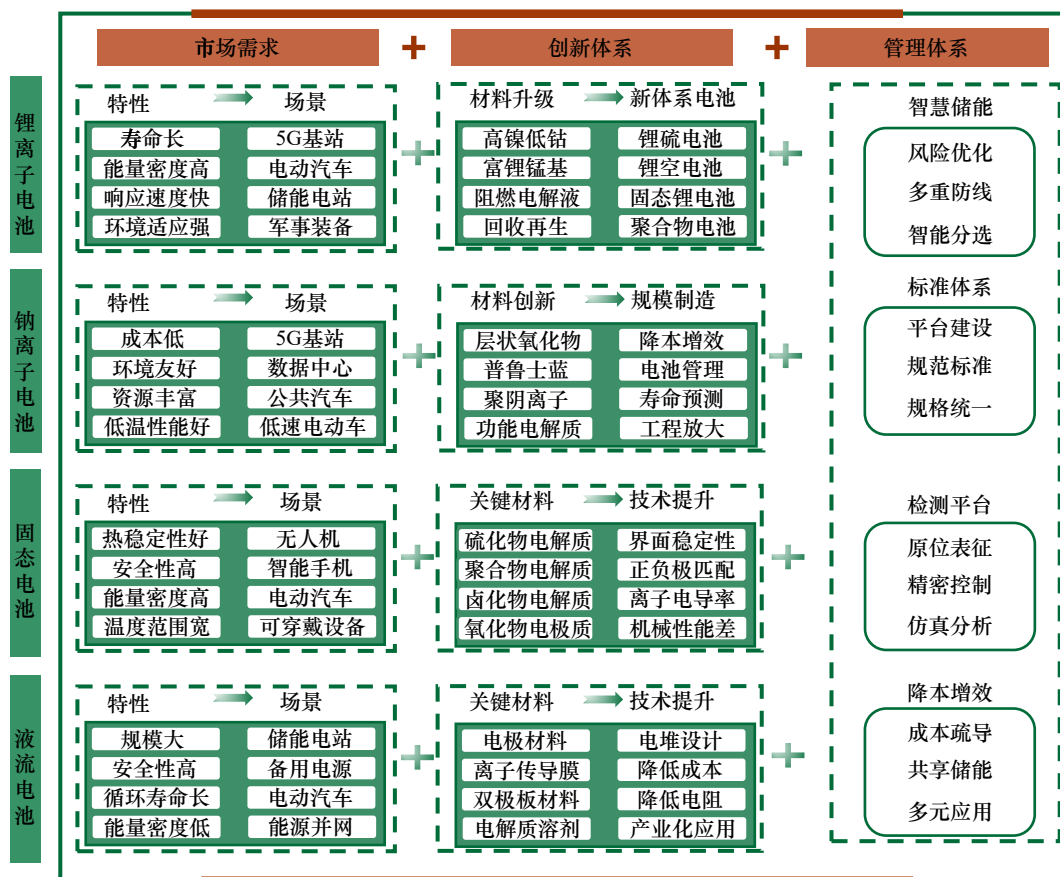 市场需求
创新体系
管理体系
锂离子电池
特性
场景
寿命长
5G基站
能量密度高
电动汽车
响应速度快
储能电站
环境适应强
军事装备
材料升级
新体系电池
高镍低钴
锂硫电池
富锂锰基
锂空电池
阻燃电解液
固态锂电池
回收再生
聚合物电池
智慧储能
风险优化
多重防线
智能分选
钠离子电池
特性
场景
成本低
5G基站
环境友好
数据中心
资源丰富
公共汽车
低温性能好
低速电动车
材料创新
规模制造
层状氧化物
降本增效
普鲁士蓝
电池管理
聚阴离子
寿命预测
功能电解质
工程放大
标准体系
平台建设
规范标准
规格统一
固态电池
特性
场景
热稳定性好
无人机
安全性高
智能手机
能量密度高
电动汽车
温度范围宽
可穿戴设备
关键材料
技术提升
硫化物电解质
界面稳定性
聚合物电解质
正负极匹配
卤化物电解质
离子电导率
氧化物电极质
机械性能差
检测平台
原位表征
精密控制
仿真分析
液流电池
特性
场景
规模大
储能电站
安全性高
备用电源
循环寿命长
电动汽车
能量密度低
能源并网
关键材料
技术提升
电极材料
电堆设计
离子传导膜
降低成本
双极板材料
降低电阻
电解质溶剂
产业化应用
降本增效
成本疏导
共享储能
多元应用